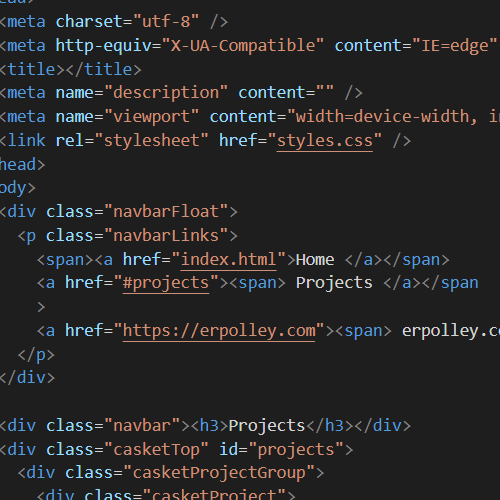 ead>
<meta charset="utf-8" />
<meta http-equiv="X-UA-Compatible" content="IE=edge"
<title></title>
<meta name="description" content="" />
<meta name="viewport" content="width=device-width, in
<link rel="stylesheet" href="styles.css" />
head>
ody>
<div class="navbarFloat">
<p class="navbarLinks">
<span><a href="index.html">Home </a></span>
<a href="#projects"><span> Projects </a></span
>
<a href="https://erpolley.com"><span> erpolley.co
</p>
</div>
<div class="navbar"><h3>Projects</h3></div>
<div class="casketTop" id="projects">
<div class="casketProjectGroup">
<div class="casketProject">